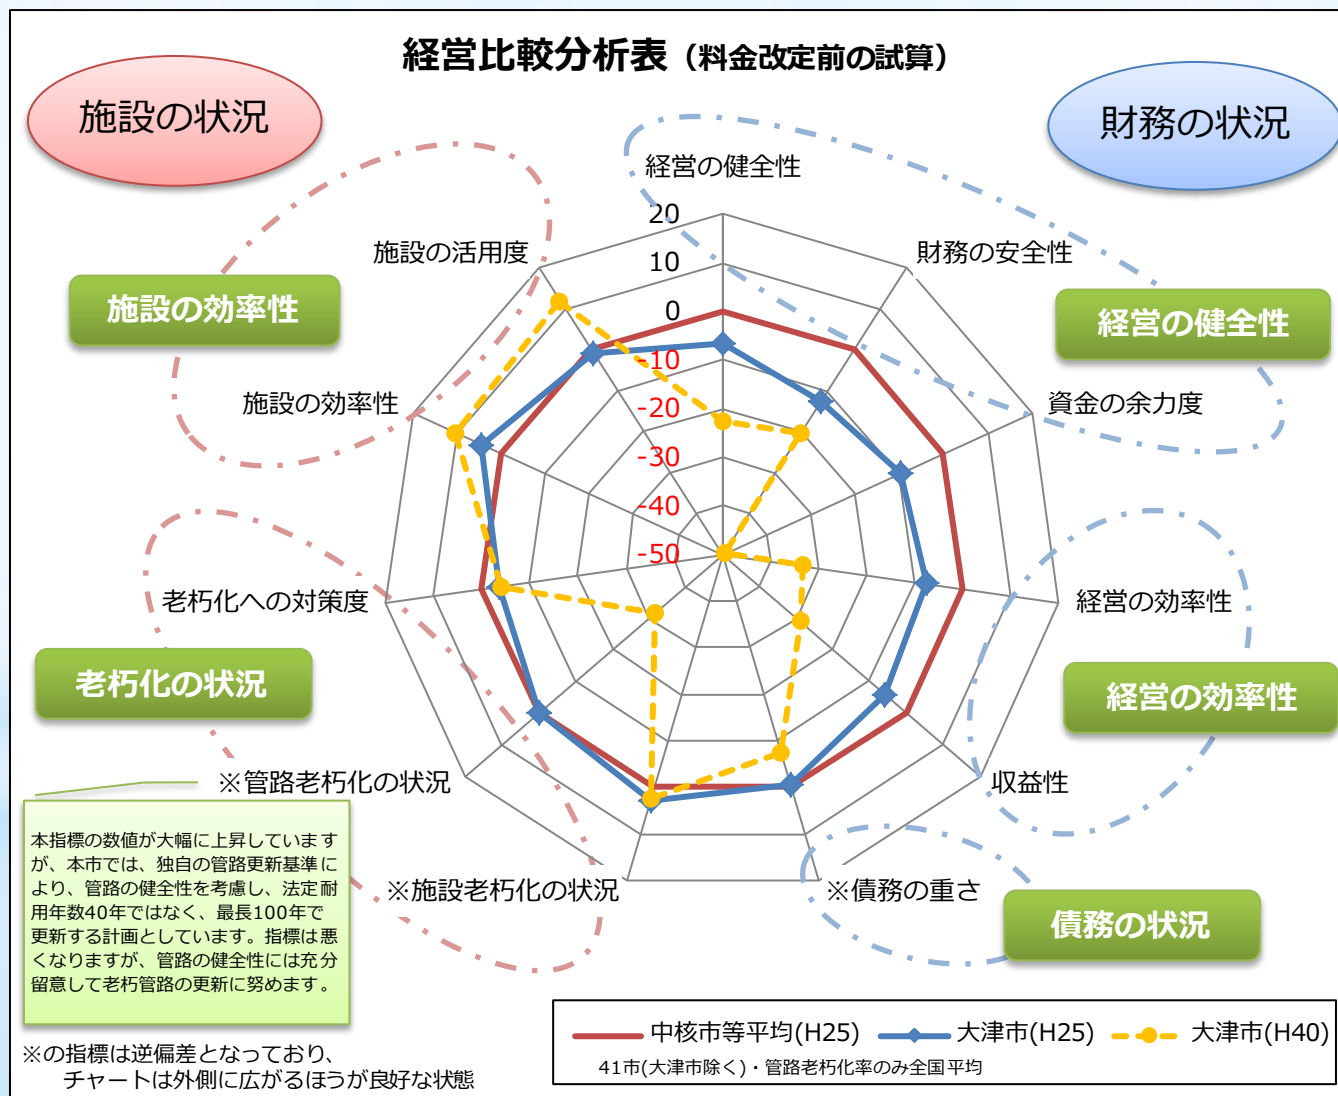 経営比較分析表（料金改定前の試算）
施設の状況
財務の状況
経営の健全性
財務の安全性
資金の余力度
経営の効率性
収益性
※債務の重さ
※施設老朽化の状況
※管路老朽化の状況
老朽化への対策度
施設の効率性
施設の活用度
20
10
0
-10
-20
-30
-40
-50
施設の効率性
経営の健全性
老朽化の状況
経営の効率性
債務の状況
本指標の数値が大幅に上昇しています
が、本市では、独自の管路更新基準に
より、管路の健全性を考慮し、法定耐
用年数40年ではなく、最長100年で
更新する計画としています。指標は悪
くなりますが、管路の健全性には充分
留意して老朽管路の更新に努めます。
※の指標は逆偏差となっており、
チャートは外側に広がるほうが良好な状態
中核市等平均(H25) 大津市(H25) 大津市(H40)
41市(大津市除く)・管路老朽化率のみ全国平均